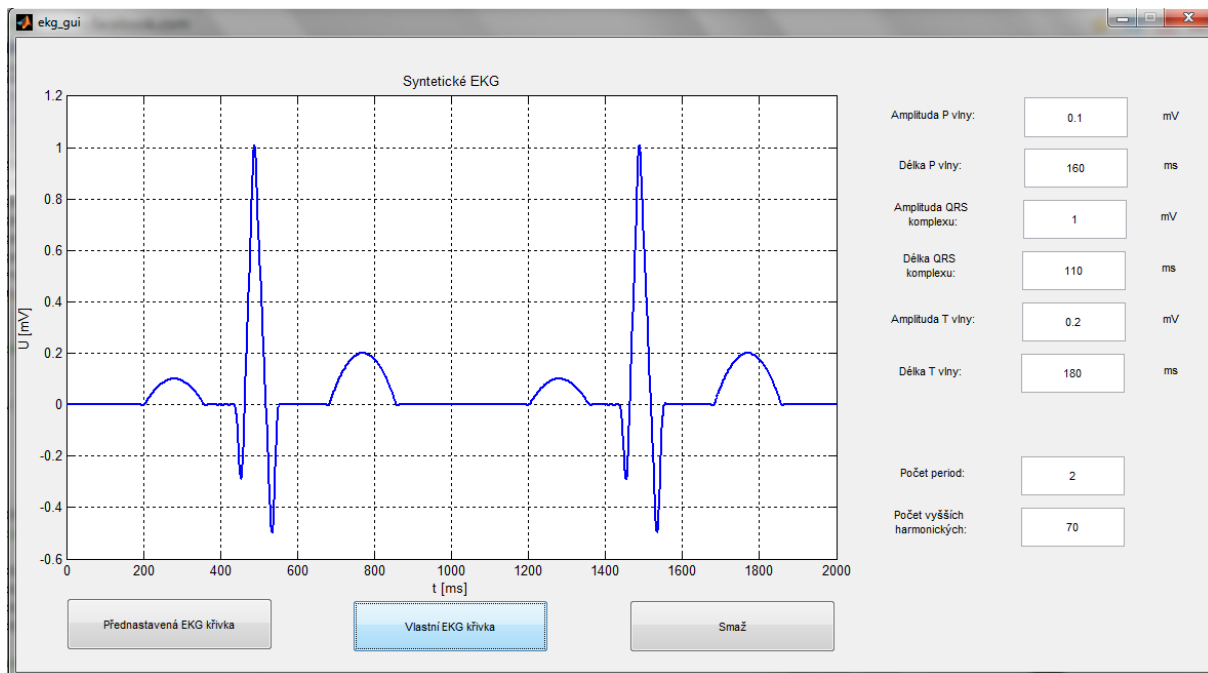 ekg_gui
Syntetické EKG
1.2
1
0.8
0.6
0.4
0.2
0
-0.2
-0.4
-0.6
U [mV]
0 200 400 600 800 1000 1200 1400 1600 1800 2000
t [ms]
Amplituda P vlny: 0.1 mV
Délka P vlny: 160 ms
Amplituda QRS
komplexu: 1 mV
Délka QRS
komplexu: 110 ms
Amplituda T vlny: 0.2 mV
Délka T vlny: 180 ms
Počet period: 2
Počet vyšších
harmonických: 70
Přednastavená EKG křivka
Vlastní EKG křivka
Smaž